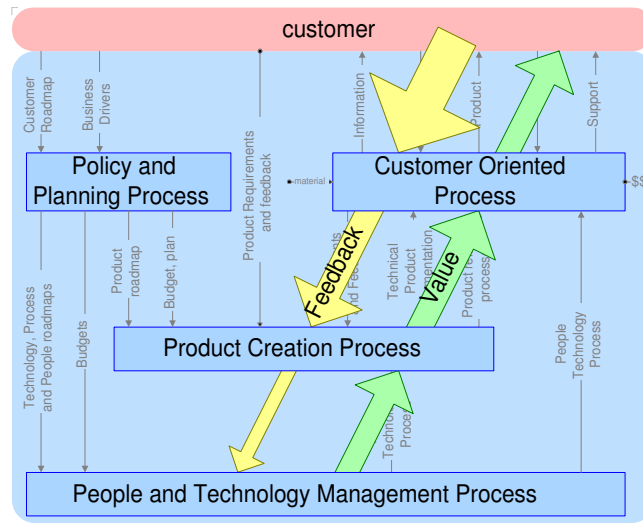 customer
Customer
Roadmap
Business
Drivers
Product Requirements
and feedback
Information
Product
Support
Policy and
Planning Process
material
Customer Oriented
Process
$$
Technology, Process
and People roadmaps
Budgets
Product
roadmap
Budget, plan
Feedback
Technical
Product
Value
process
People
Technology
Process
Product Creation Process
Process
People and Technology Management Process